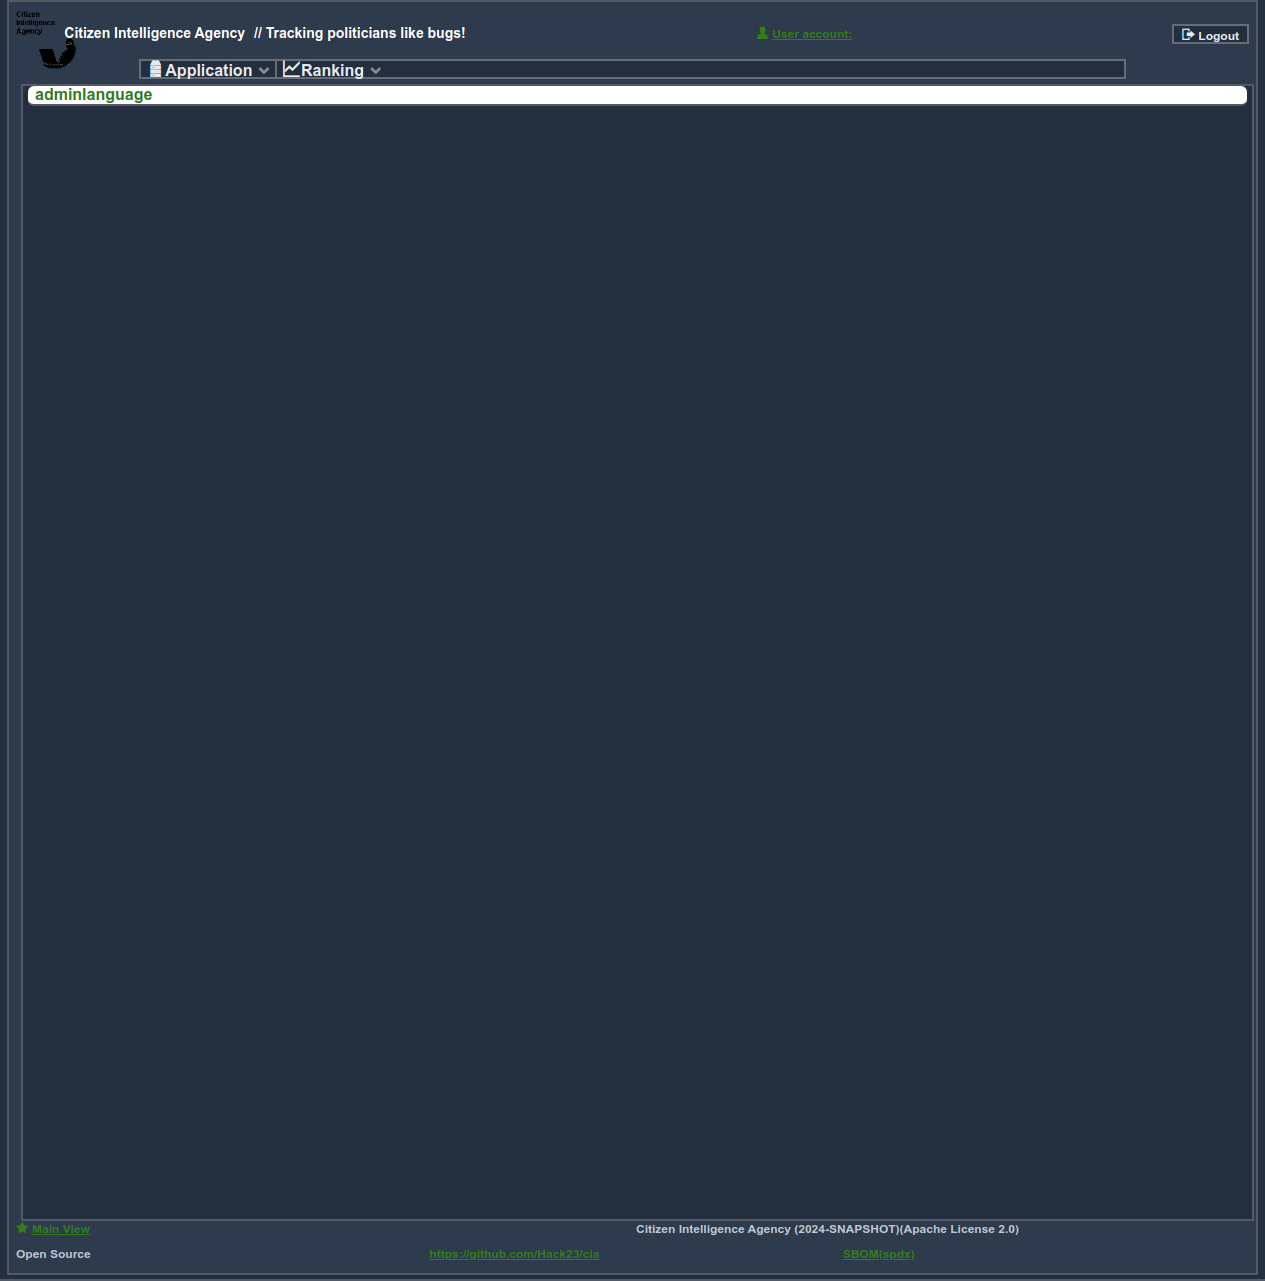 Citizen
Intelligence
Agency
Citizen Intelligence Agency // Tracking politicians like bugs!
User account:
Logout
Application
Ranking
adminlanguage
Main View
Citizen Intelligence Agency (2024-SNAPSHOT)(Apache License 2.0)
Open Source
https://github.com/Hack23/cia
SBOM(spdx)